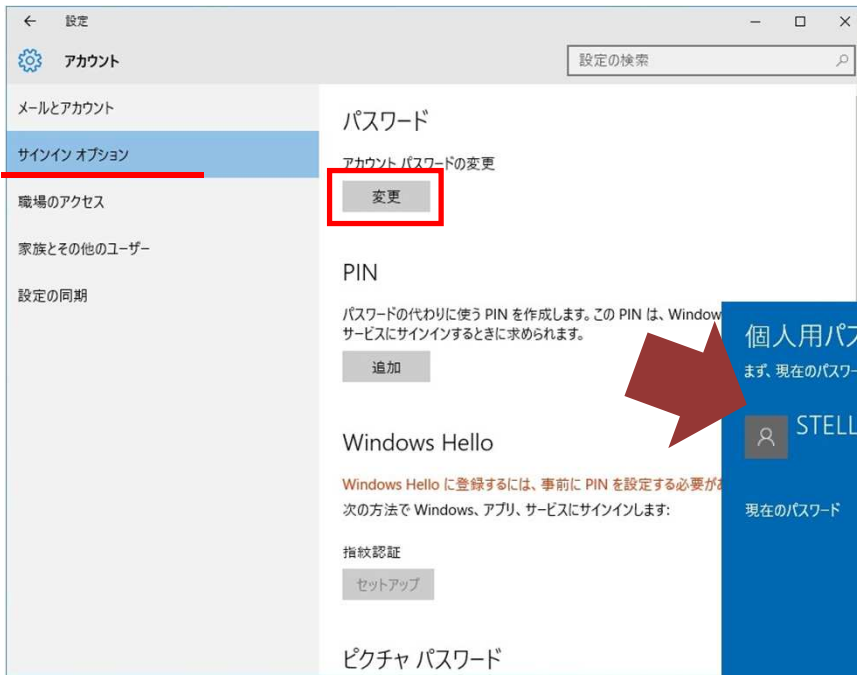 設定
アカウント
設定の検索
メールとアカウント
サインイン オプション
職場のアクセス
家族とその他のユーザー
設定の同期
パスワード
アカウント パスワードの変更
変更
PIN
パスワードの代わりに使う PIN を作成します。この PIN は、Window
サービスにサインインするときに求められます。
追加
Windows Hello
Windows Hello に登録するには、事前に PIN を設定する必要が
次の方法で Windows、アプリ、サービスにサインインします:
指紋認証
セットアップ
ピクチャ パスワード
個人用パス
まず、現在のパスワー
STELL
現在のパスワード